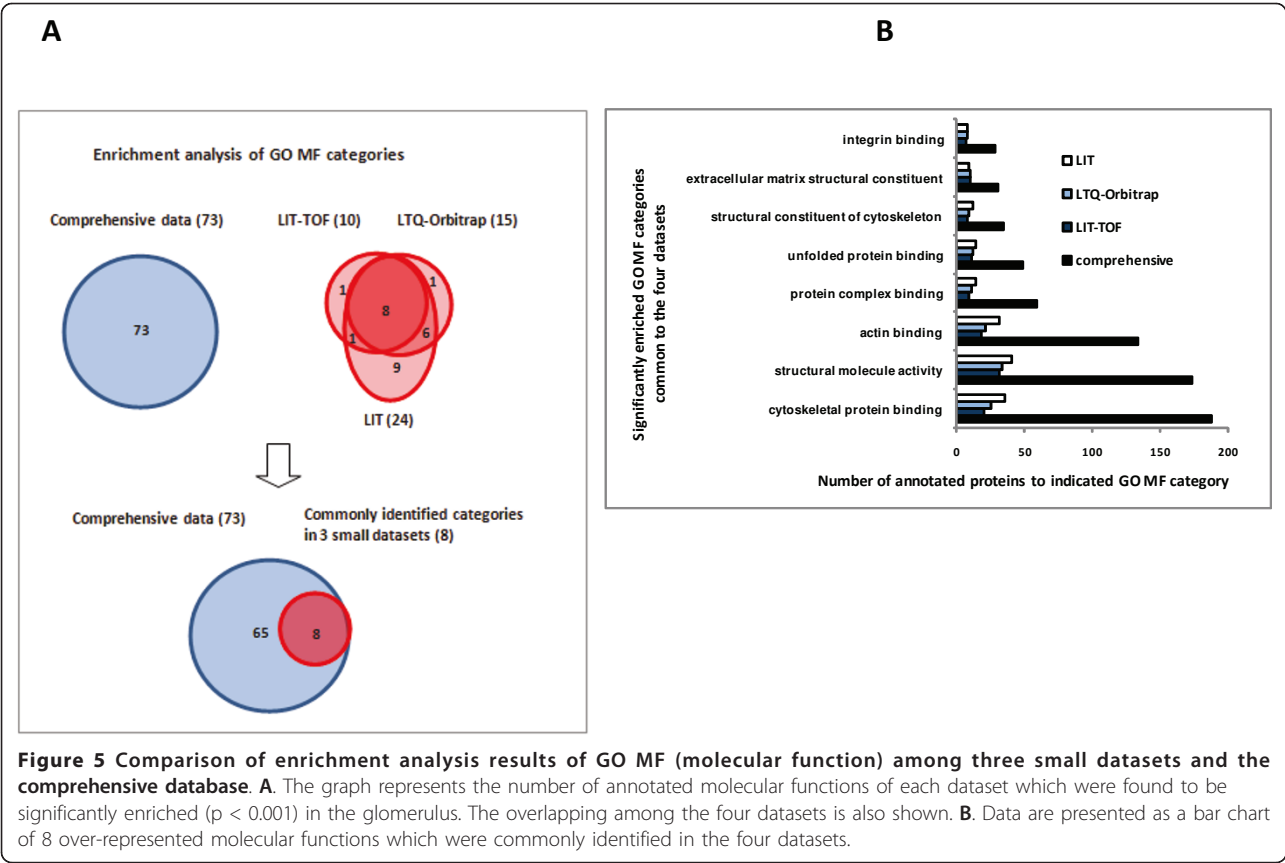 A
B
Enrichment analysis of GO MF categories
Comprehensive data (73)
LIT-TOF (10)
LTQ-Orbitrap (15)
73
1
1
8
1
6
9
LIT (24)
Comprehensive data (73)
Commonly identified categories
in 3 small datasets (8)
65
8
Significantly enriched GO MF categories
common to the four datasets
integrin binding
extracellular matrix structural constituent
structural constituent of cytoskeleton
unfolded protein binding
protein complex binding
actin binding
structural molecule activity
cytoskeletal protein binding
LIT
LTQ-Orbitrap
LIT-TOF
comprehensive
0
50
100
150
200
Number of annotated proteins to indicated GO MF category
Figure 5 Comparison of enrichment analysis results of GO MF (molecular function) among three small datasets and the
comprehensive database. A. The graph represents the number of annotated molecular functions of each dataset which were found to be
significantly enriched (p < 0.001) in the glomerulus. The overlapping among the four datasets is also shown. B. Data are presented as a bar chart
of 8 over-represented molecular functions which were commonly identified in the four datasets.